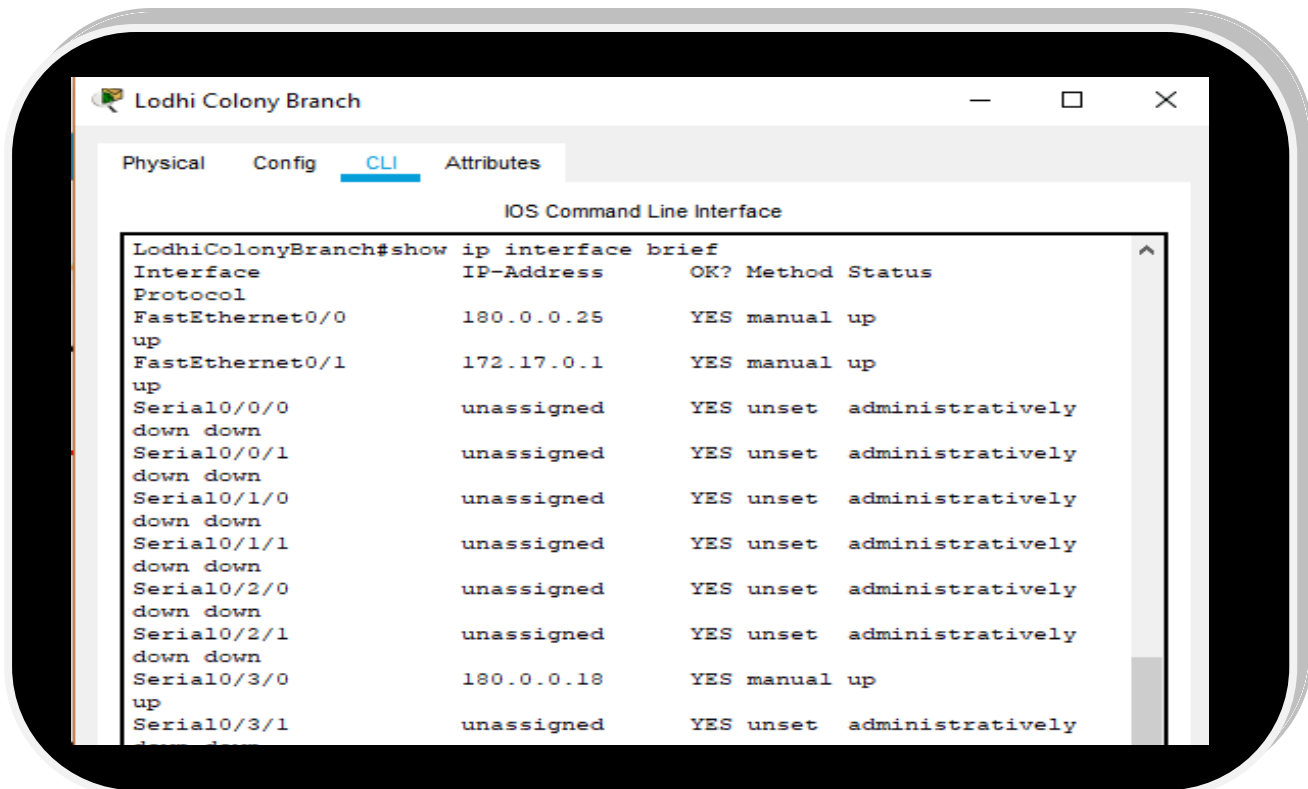 Lodhi Colony Branch
Physical Config CLI Attributes
IOS Command Line Interface
LodhiColonyBranch#show ip interface brief
Interface IP-Address OK? Method Status
Protocol
FastEthernet0/0 180.0.0.25 YES manual up
up
FastEthernet0/1 172.17.0.1 YES manual up
up
Serial0/0/0 unassigned YES unset administratively
down down
Serial0/0/1 unassigned YES unset administratively
down down
Serial0/1/0 unassigned YES unset administratively
down down
Serial0/1/1 unassigned YES unset administratively
down down
Serial0/2/0 unassigned YES unset administratively
down down
Serial0/2/1 unassigned YES unset administratively
down down
Serial0/3/0 180.0.0.18 YES manual up
up
Serial0/3/1 unassigned YES unset administratively